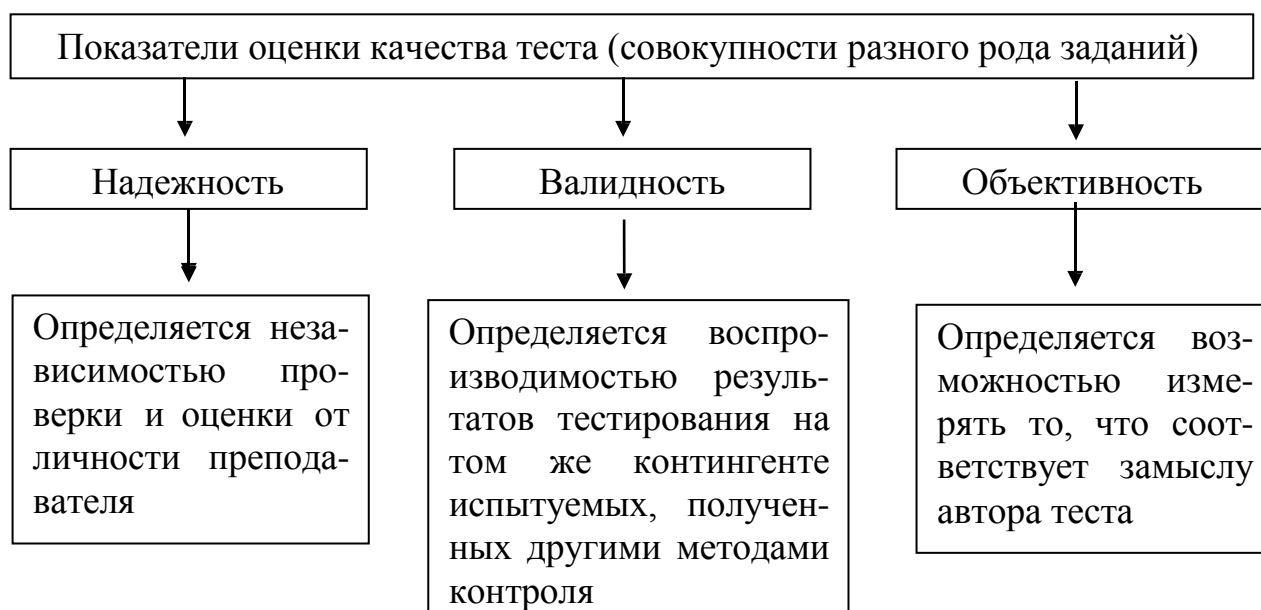 Показатели оценки качества теста (совокупности разного рода заданий)
Надежность
Валидность
Объективность
Определяется неза-
висимостью про-
верки и оценки от
личности препода-
вателя
Определяется воспро-
изводимостью резуль-
татов тестирования на
том же контингенте
испытуемых, получен-
ных другими методами
контроля
Определяется воз-
можностью изме-
рять то, что соот-
ветствует замыслу
автора теста